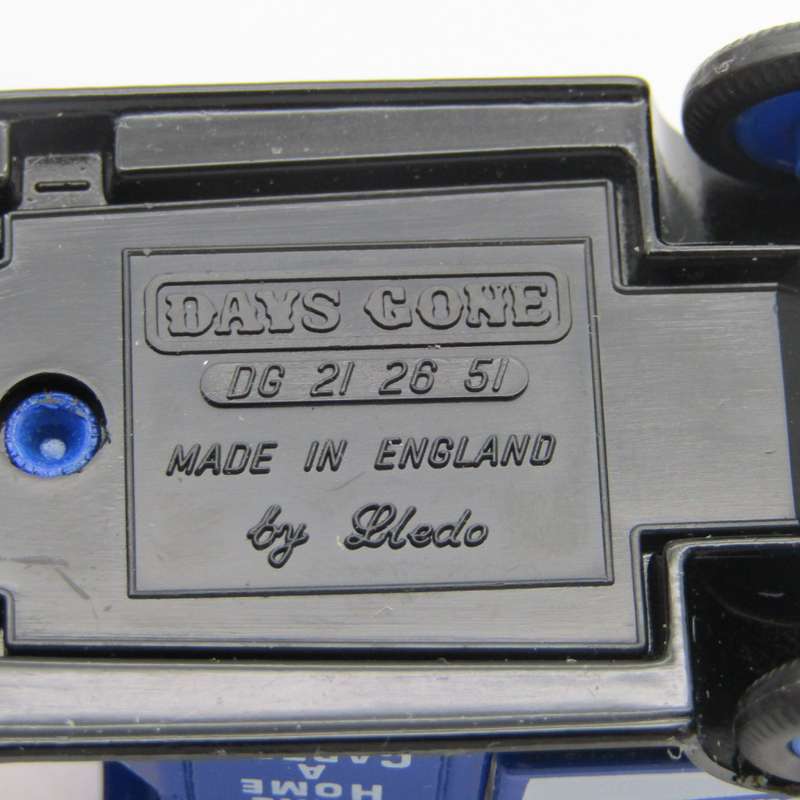 DAYS GONE
DG 21 26 51
MADE IN ENGLAND
by Lledo
HOME
A